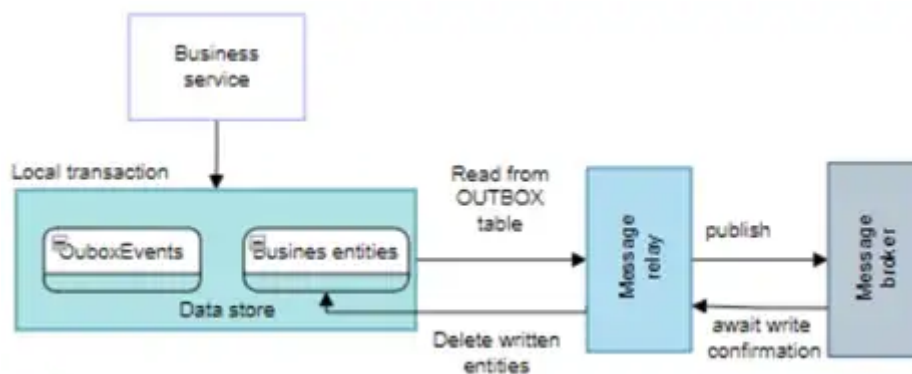 Business
service
Local transaction
OuboxEvents
Busines entities
Data store
Read from
OUTBOX
table
Delete written
entities
Message
relay
publish
await write
confirmation
Message
broker